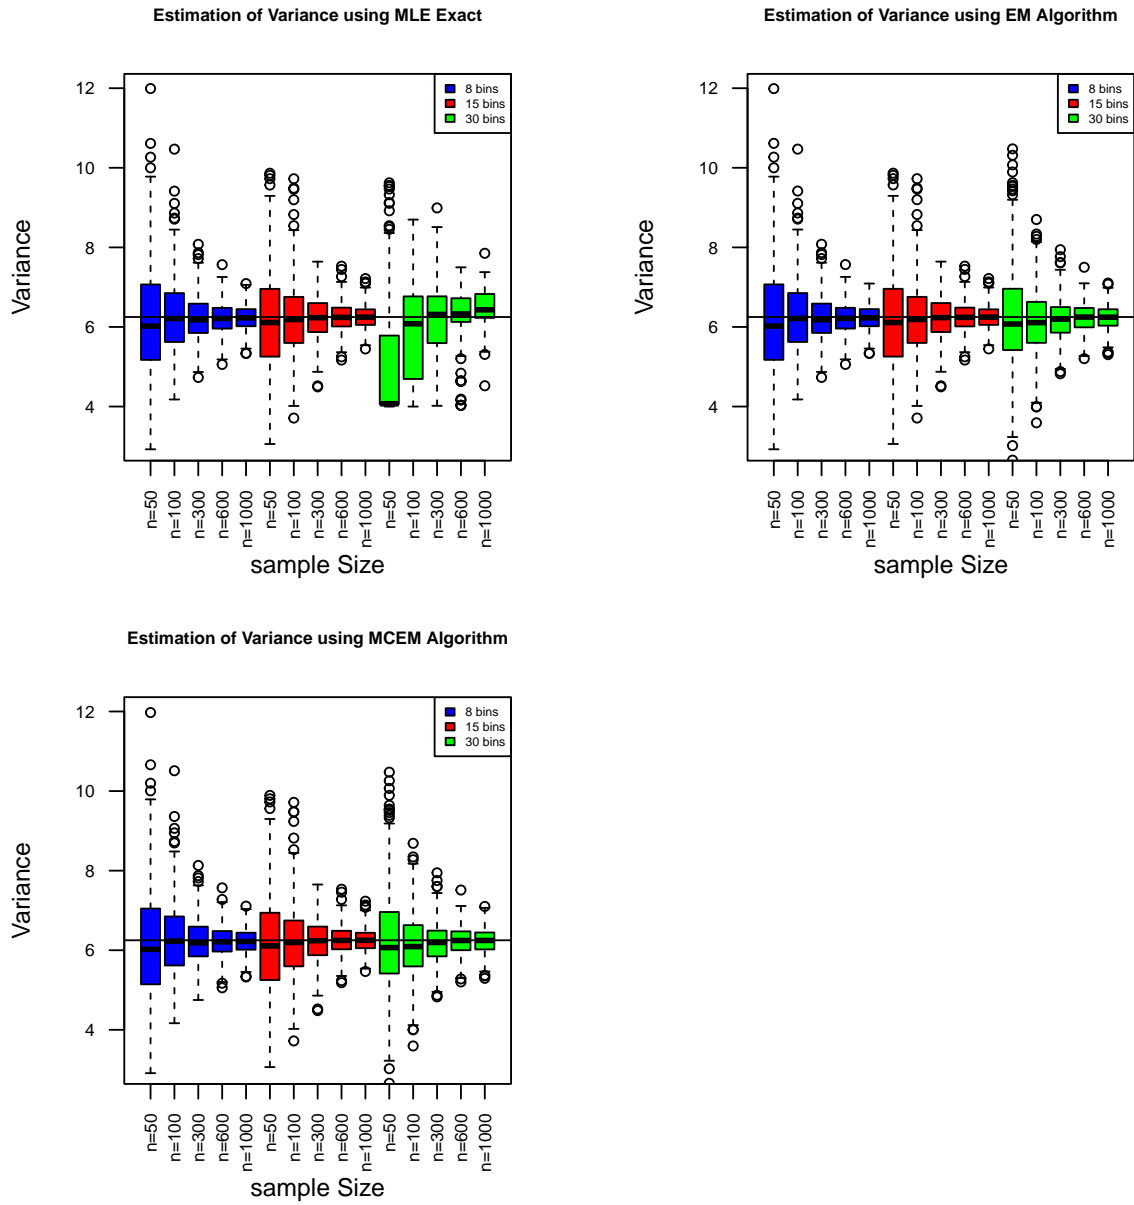 Estimation of Variance using MLE Exact
12
10
8
6
4
Variance
8 bins
15 bins
30 bins
n=50
n=100
n=300
n=600
n=1000
n=50
n=100
n=300
n=600
n=1000
n=50
n=100
n=300
n=600
n=1000
sample Size
Estimation of Variance using EM Algorithm
12
10
8
6
4
Variance
8 bins
15 bins
30 bins
n=50
n=100
n=300
n=600
n=1000
n=50
n=100
n=300
n=600
n=1000
n=50
n=100
n=300
n=600
n=1000
sample Size
Estimation of Variance using MCEM Algorithm
12
10
8
6
4
Variance
8 bins
15 bins
30 bins
n=50
n=100
n=300
n=600
n=1000
n=50
n=100
n=300
n=600
n=1000
n=50
n=100
n=300
n=600
n=1000
sample Size